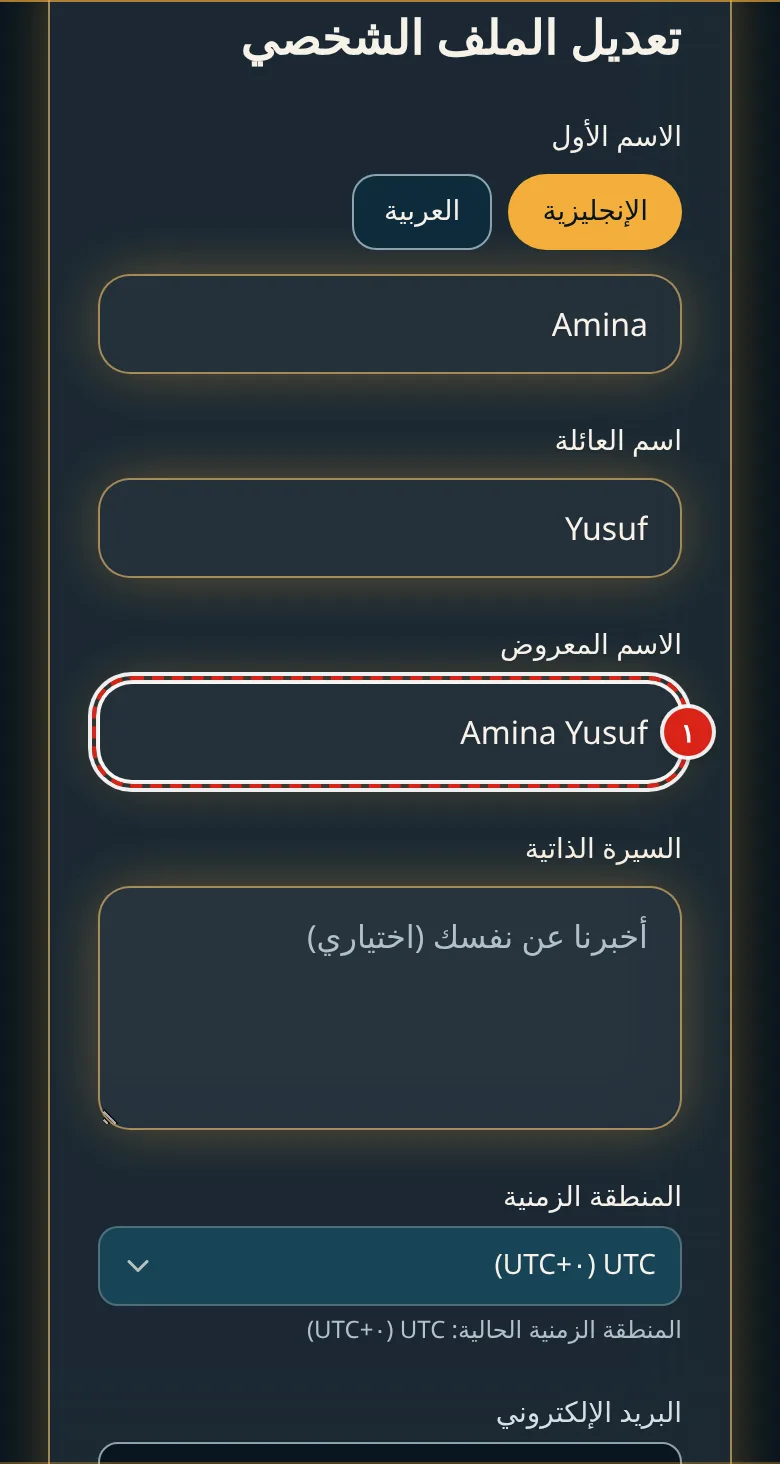 تعديل الملف الشخصي
الاسم الأول
الإنجليزية
العربية
Amina
اسم العائلة
Yusuf
الاسم المعروض
Amina Yusuf
١
السيرة الذاتية
أخبرنا عن نفسك (اختياري)
المنطقة الزمنية
UTC (UTC+٠)
المنطقة الزمنية الحالية: UTC (UTC+٠)
البريد الإلكتروني